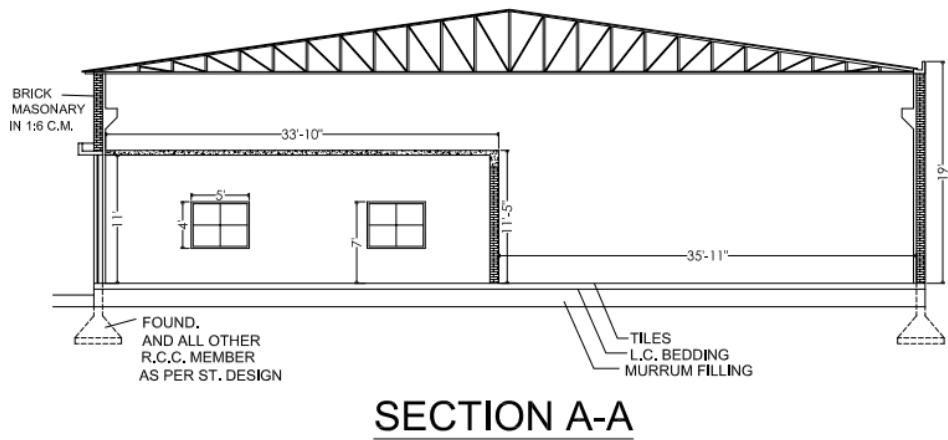 BRICK
MASONARY
IN 1:6 C.M.
33'-10"
19'
5'
4'
11'
7'
11'-5"
35'-11"
FOUND.
AND ALL OTHER
R.C.C. MEMBER
AS PER ST. DESIGN
TILES
L.C. BEDDING
MURRUM FILLING
SECTION A-A